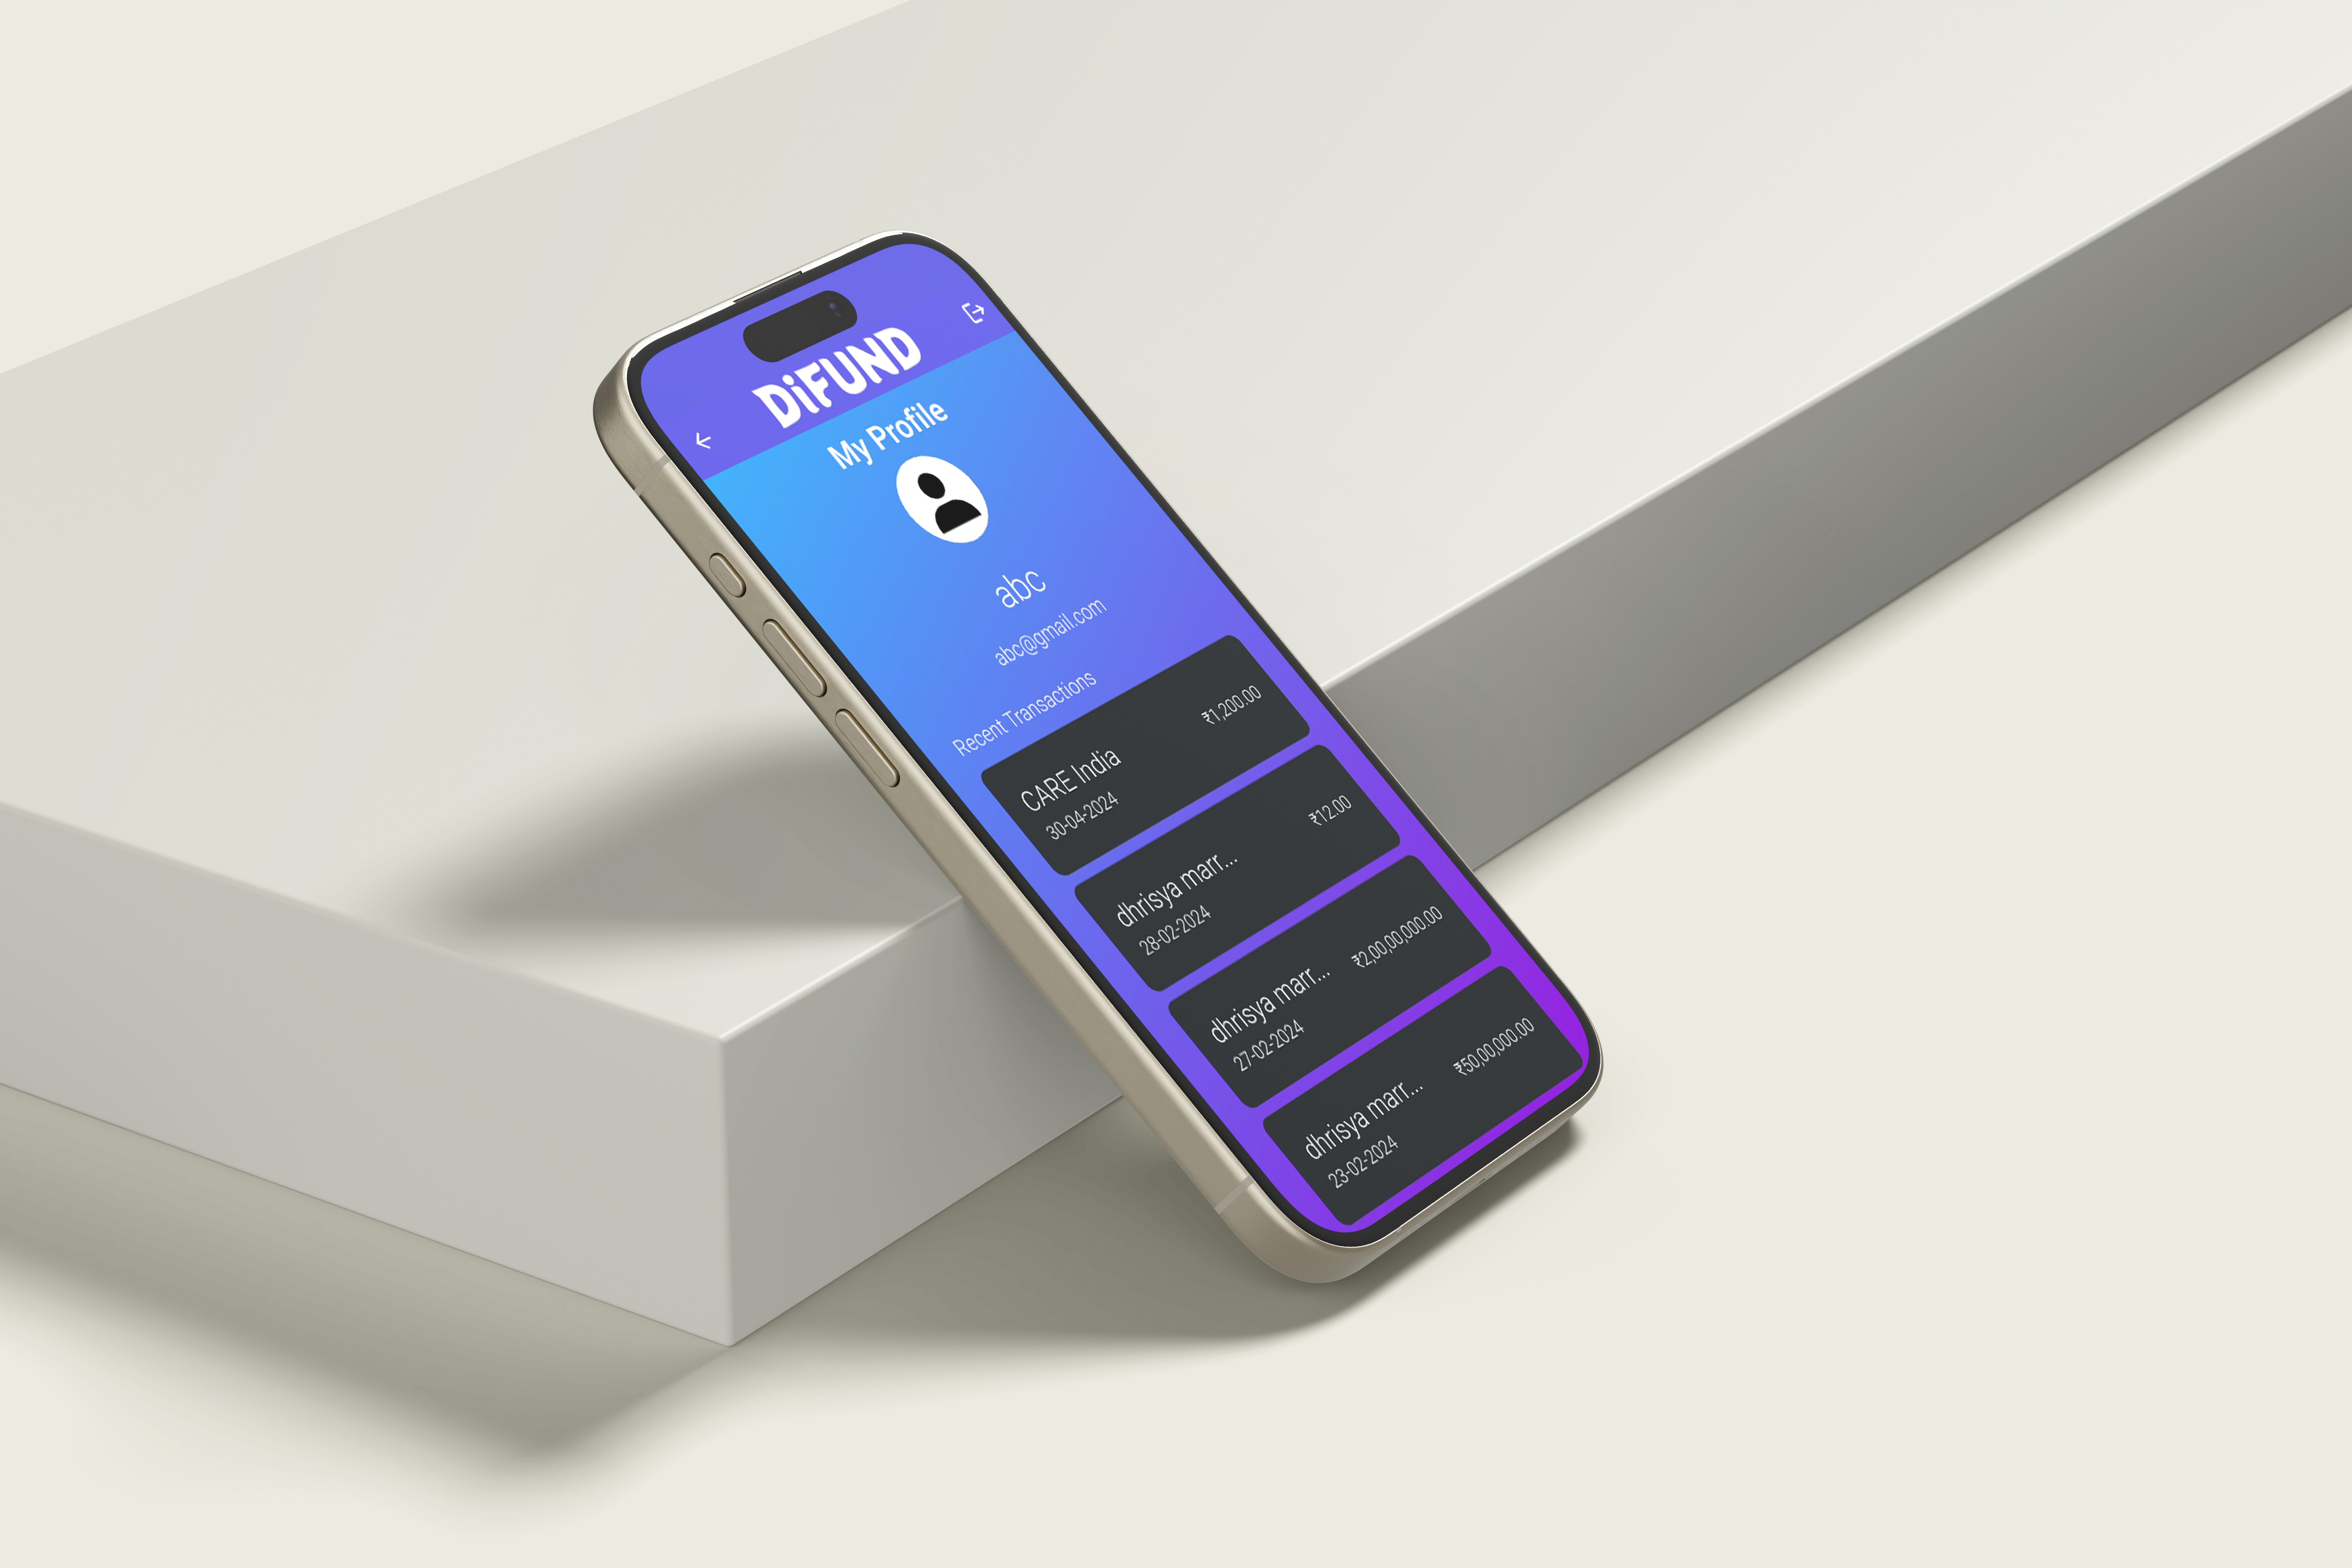 DiFUND
My Profile
abc
abc@gmail.com
Recent Transactions
CARE India
₹1,200.00
30-04-2024
dhrisya marr...
₹12.00
28-02-2024
dhrisya marr...
₹2,00,00,000.00
27-02-2024
dhrisya marr...
₹50,00,000.00
23-02-2024